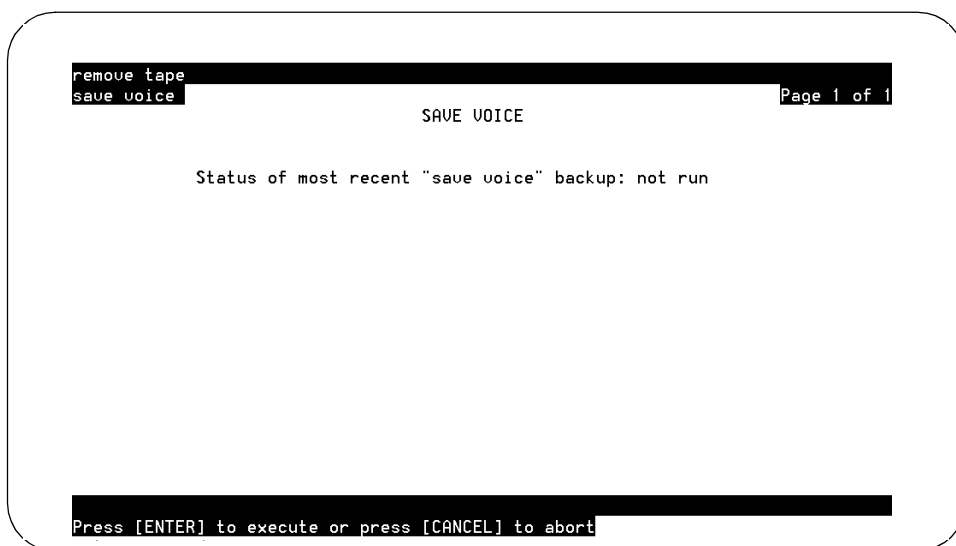 remove tape
save voice Page 1 of 1
SAVE VOICE
Status of most recent "save voice" backup: not run
Press [ENTER] to execute or press [CANCEL] to abort